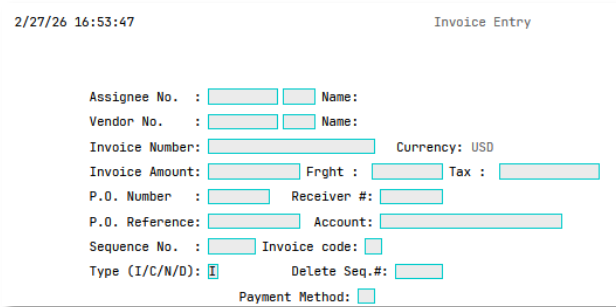 2/27/26 16:53:47 Invoice Entry
Assignee No. : Name:
Vendor No. : Name:
Invoice Number: Currency: USD
Invoice Amount: Frght : Tax :
P.O. Number : Receiver #:
P.O. Reference: Account:
Sequence No. : Invoice code:
Type (I/C/N/D): I Delete Seq.#:
Payment Method: